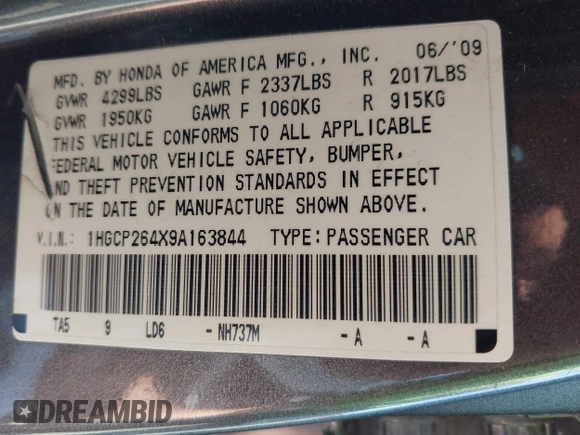 MFD. BY HONDA OF AMERICA MFG., INC. 06/'09
GVWR 4299LBS GAWR F 2337LBS R 2017LBS
GVWR 1950KG GAWR F 1060KG R 915KG
THIS VEHICLE CONFORMS TO ALL APPLICABLE
FEDERAL MOTOR VEHICLE SAFETY, BUMPER,
AND THEFT PREVENTION STANDARDS IN EFFECT
ON THE DATE OF MANUFACTURE SHOWN ABOVE.
V.I.N.: 1HGCP264X9A163844 TYPE: PASSENGER CAR
TA5 9 LD6 - NH737M - A - A
DREAMBID